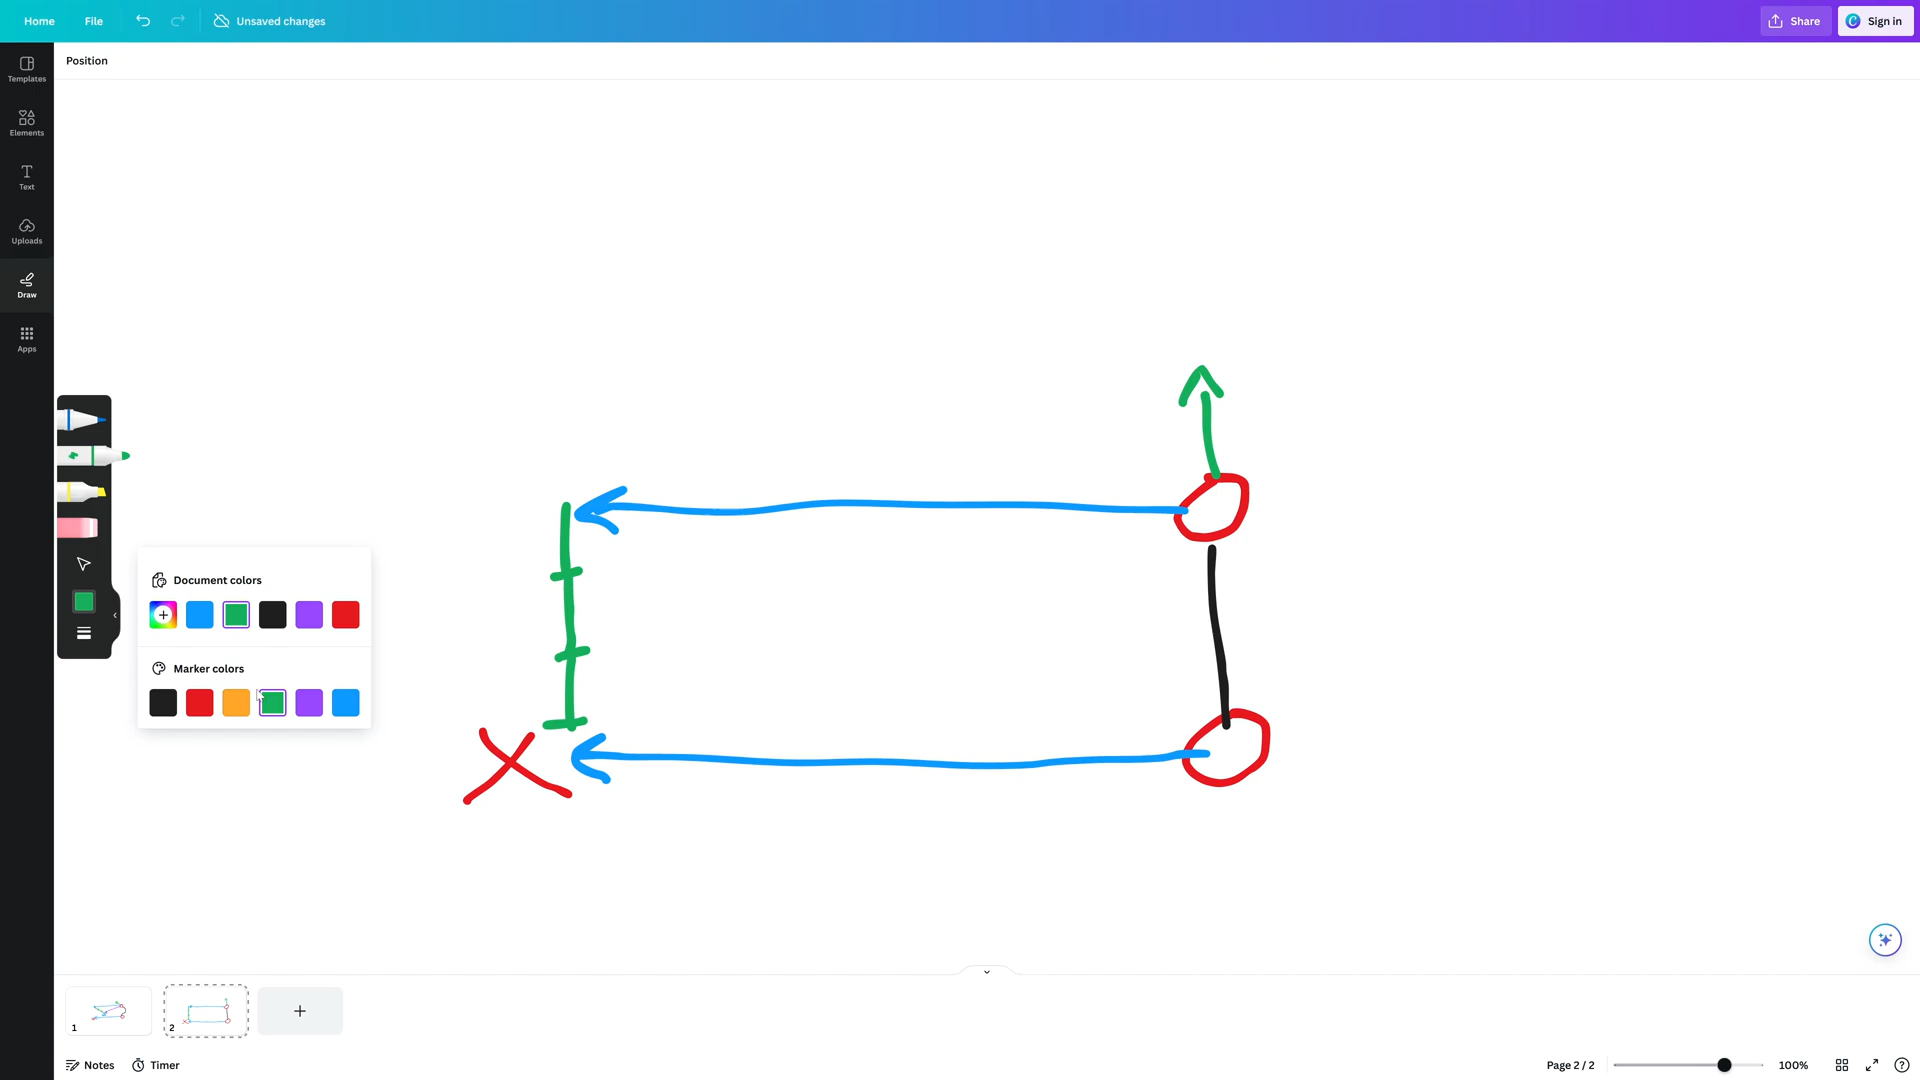 Home File Unsaved changes Share Sign in
Position
Templates
Elements
Text
Uploads
Draw
Apps
Document colors
Marker colors
1 2
Notes Timer Page 2 / 2 100%